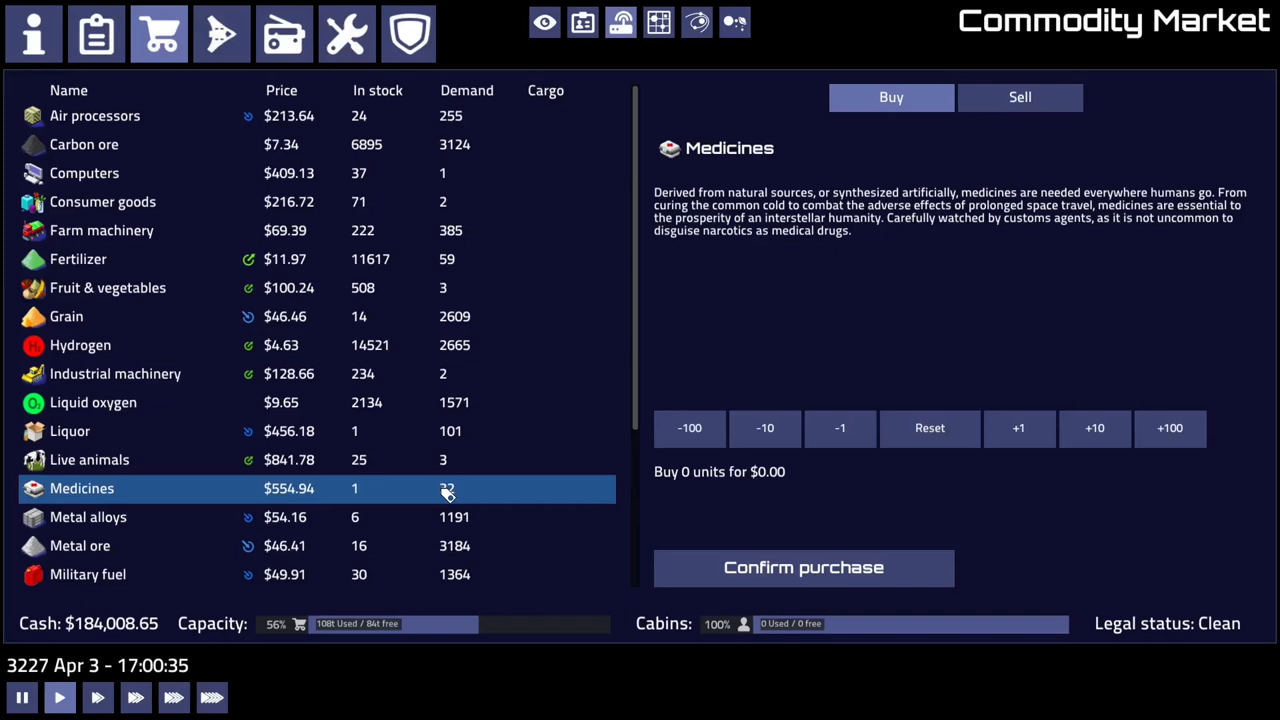 Commodity Market
Name Price In stock Demand Cargo
Air processors $213.64 24 255
Carbon ore $7.34 6895 3124
Computers $409.13 37 1
Consumer goods $216.72 71 2
Farm machinery $69.39 222 385
Fertilizer $11.97 11617 59
Fruit & vegetables $100.24 508 3
Grain $46.46 14 2609
Hydrogen $4.63 14521 2665
Industrial machinery $128.66 234 2
Liquid oxygen $9.65 2134 1571
Liquor $456.18 1 101
Live animals $841.78 25 3
Medicines $554.94 1
Metal alloys $54.16 6 1191
Metal ore $46.41 16 3184
Military fuel $49.91 30 1364
Buy Sell
Medicines
Derived from natural sources, or synthesized artificially, medicines are needed everywhere humans go. From
curing the common cold to combat the adverse effects of prolonged space travel, medicines are essential to
the prosperity of an interstellar humanity. Carefully watched by customs agents, as it is not uncommon to
disguise narcotics as medical drugs.
-100 -10 -1 Reset +1 +10 +100
Buy 0 units for $0.00
Confirm purchase
Cash: $184,008.65 Capacity: 56% 108t Used / 84t free Cabins: 100% 0 Used / 0 free Legal status: Clean
3227 Apr 3 - 17:00:35